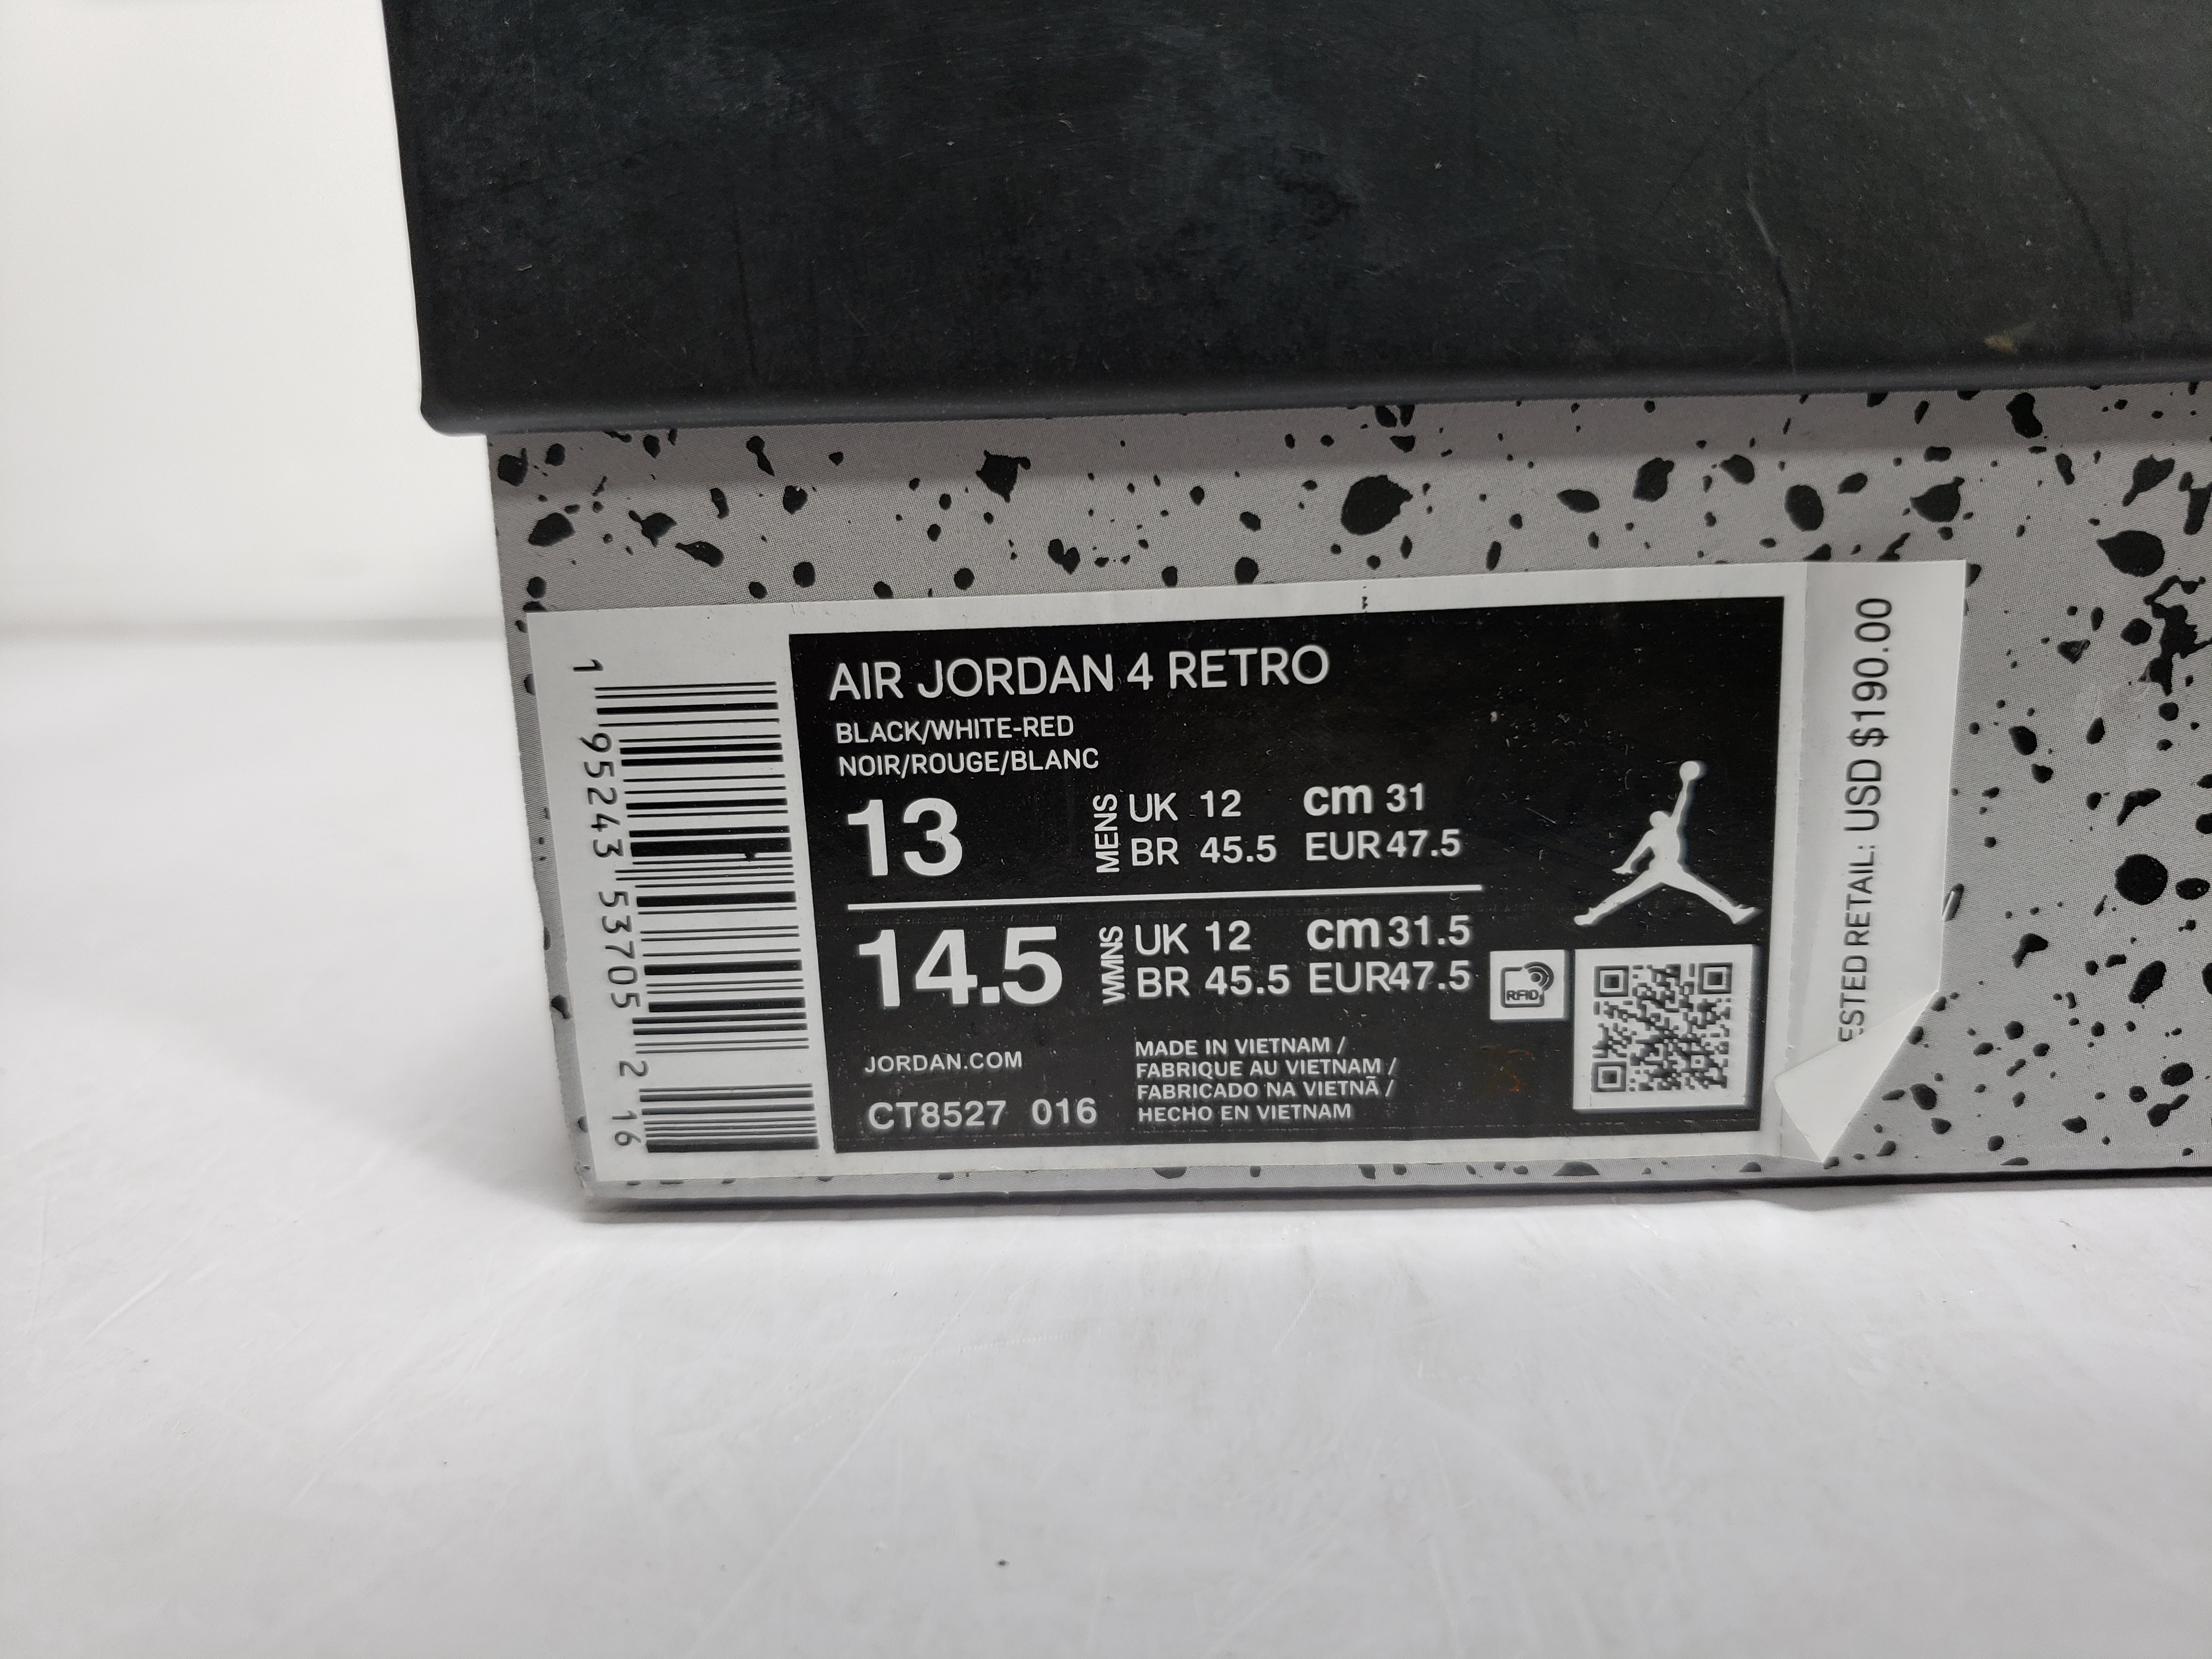 AIR JORDAN 4 RETRO
BLACK/WHITE-RED
NOIR/ROUGE/BLANC
13 MENS UK 12 cm 31
BR 45.5 EUR 47.5
14.5 WMNS UK 12 cm 31.5
BR 45.5 EUR 47.5
RFID
JORDAN.COM
CT8527 016
MADE IN VIETNAM /
FABRIQUE AU VIETNAM /
FABRICADO NA VIETNÃ /
HECHO EN VIETNAM
1 95243 53705 2 16
ESTED RETAIL: USD $190.00